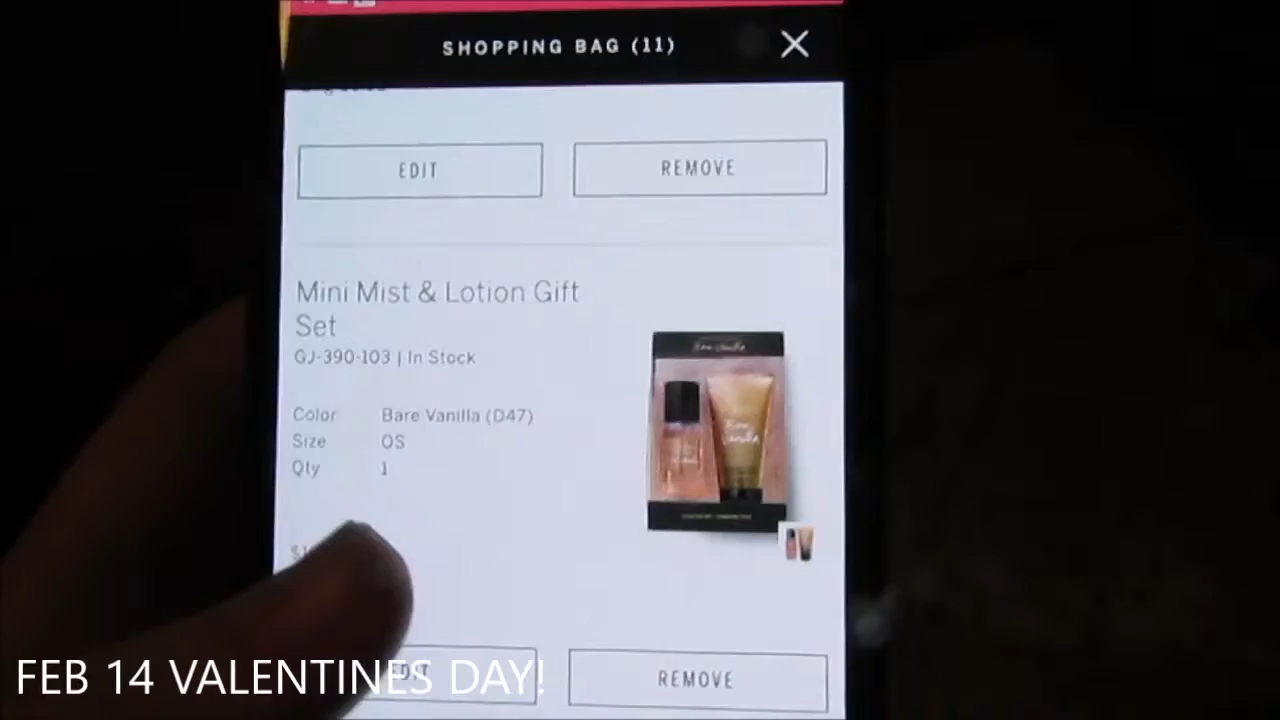 SHOPPING BAG (11)
EDIT
REMOVE
Mini Mist & Lotion Gift
Set
GJ-390-103 | In Stock
Color Bare Vanilla (D47)
Size OS
Qty 1
EDIT
REMOVE
FEB 14 VALENTINES DAY!